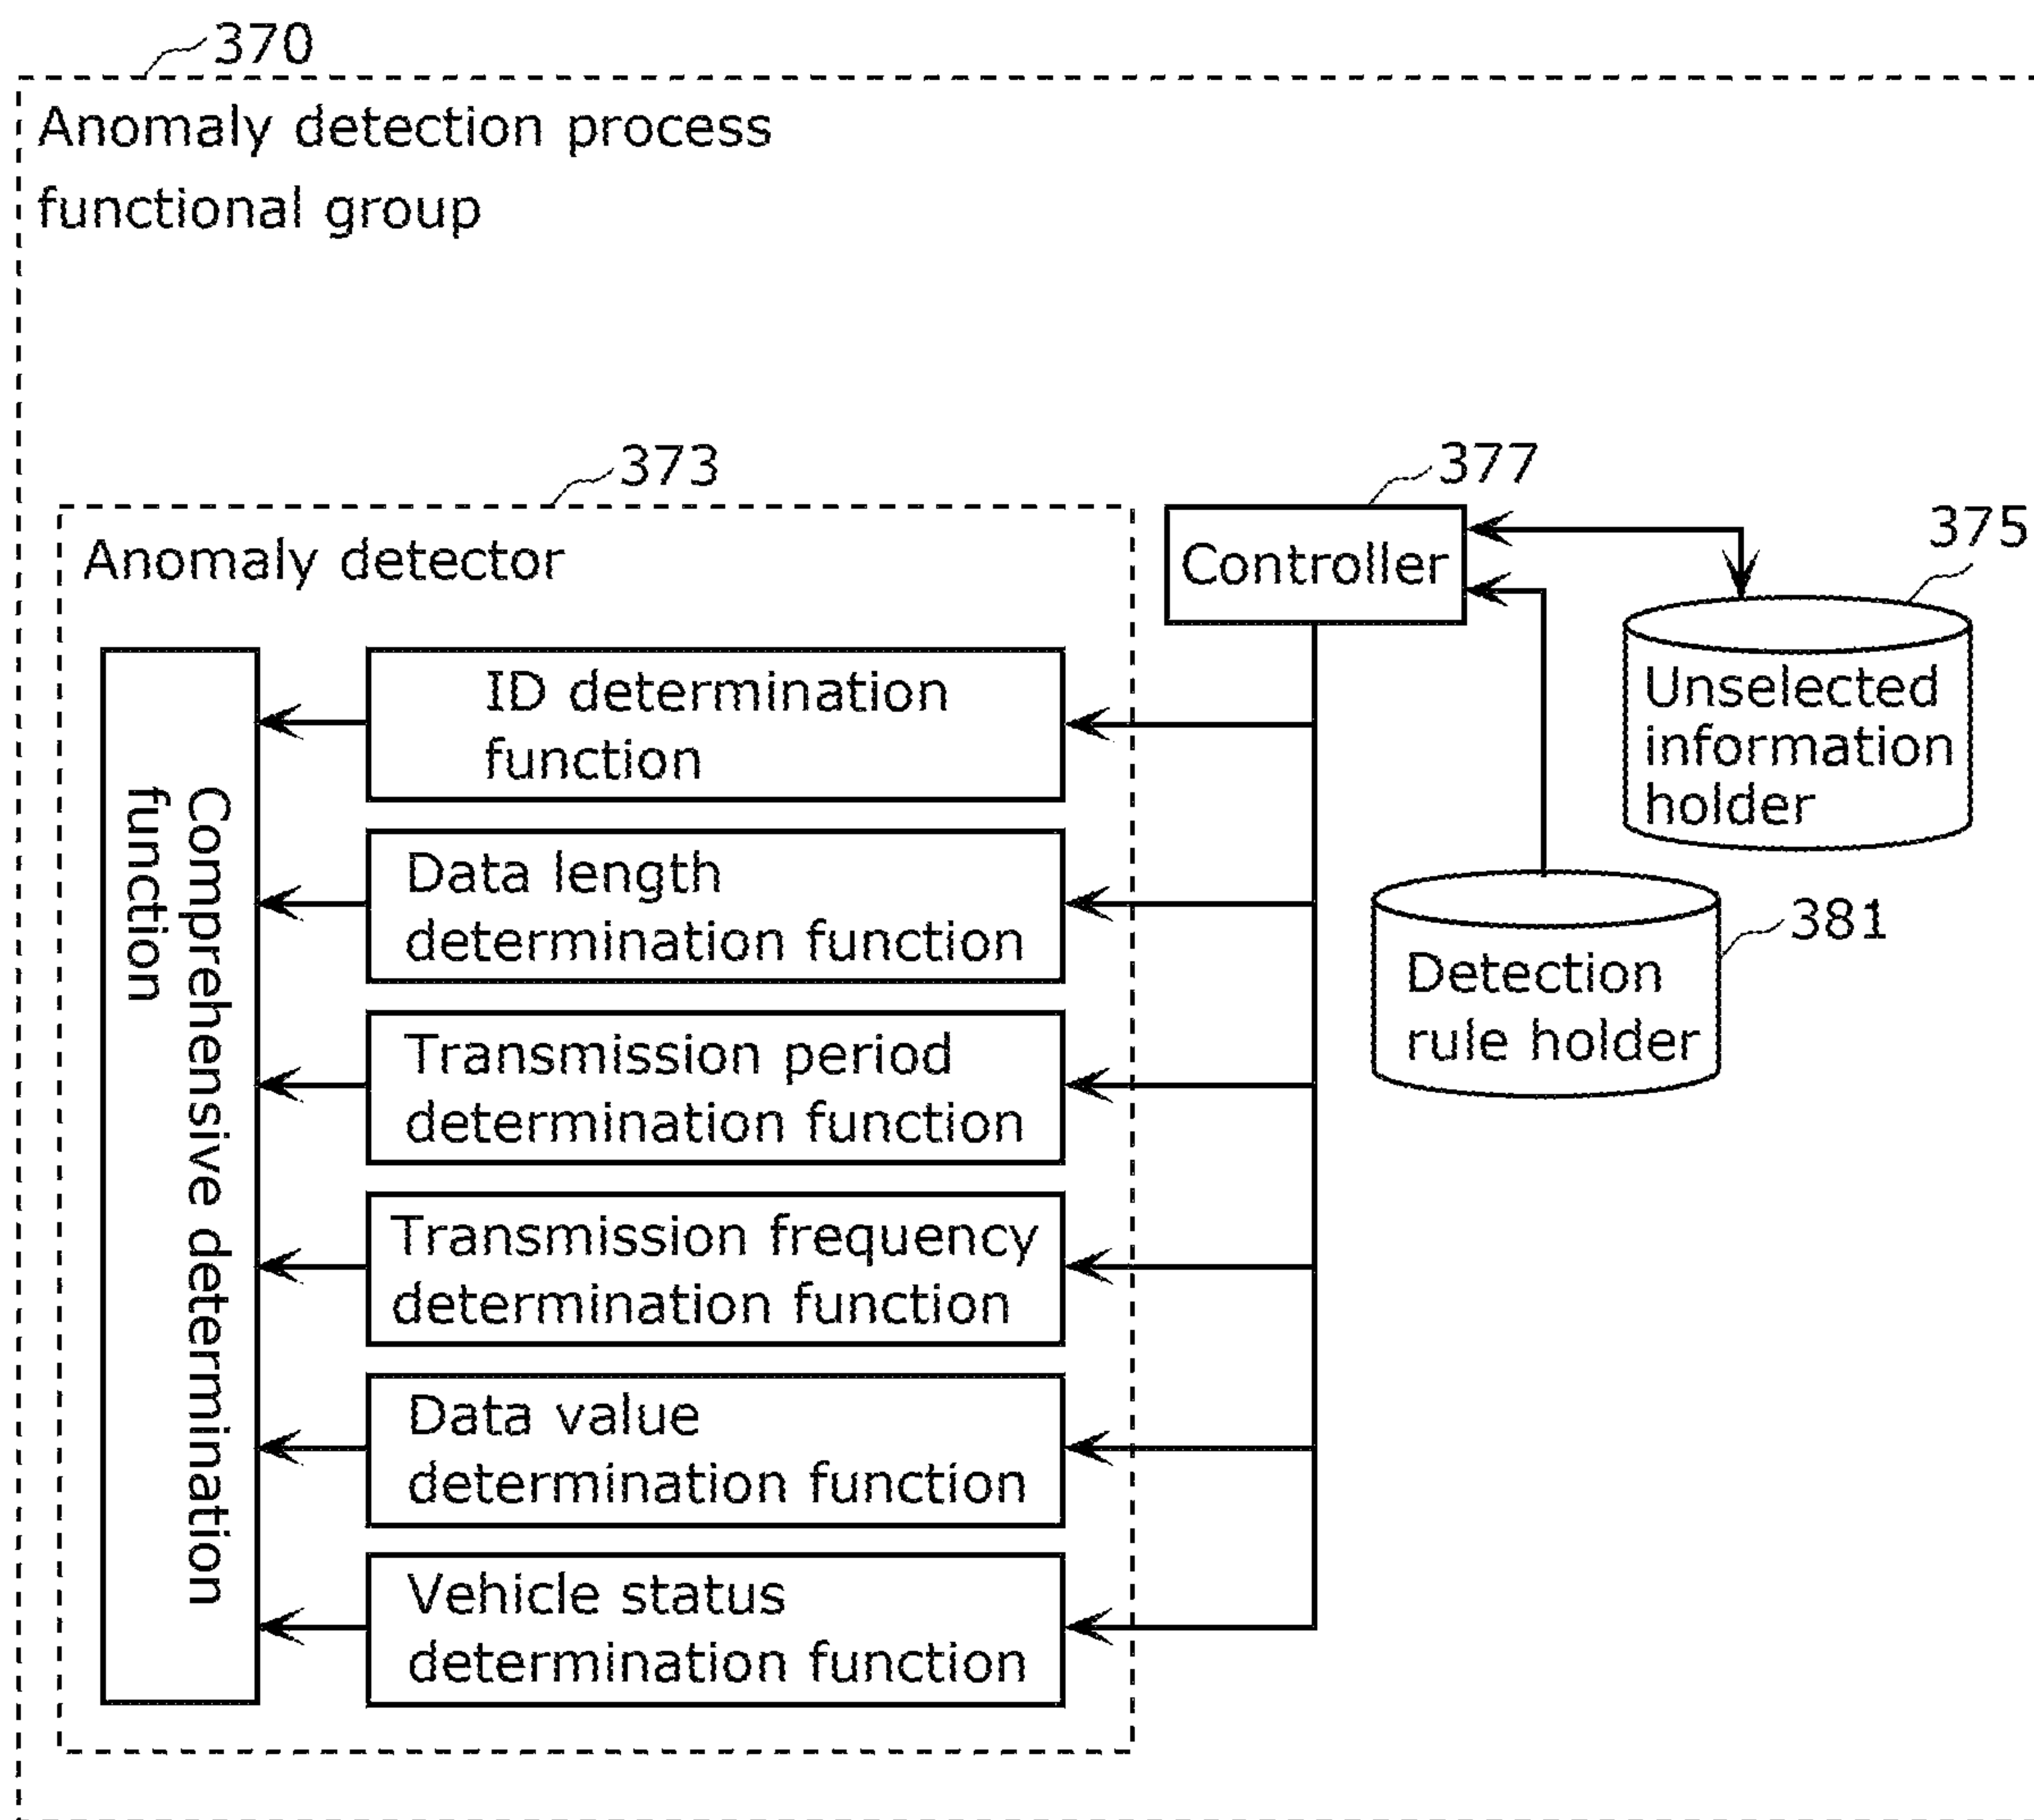 370
Anomaly detection process
functional group
373
377
375
Anomaly detector
Controller
Unselected
information
holder
ID determination
function
Data length
determination function
381
Detection
rule holder
Transmission period
determination function
Transmission frequency
determination function
Data value
determination function
Vehicle status
determination function
Comprehensive determination
function